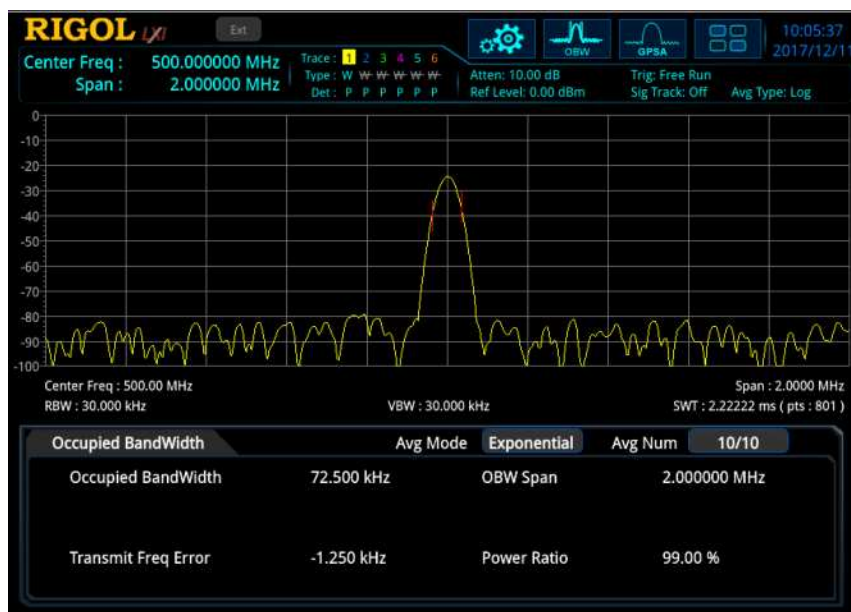 RIGOL LXI Ext 10:05:37
OBW GPSA 2017/12/11
Center Freq : 500.000000 MHz Trace : 1 2 3 4 5 6
Type : W W W W W W Atten: 10.00 dB Trig: Free Run
Span : 2.000000 MHz Det : P P P P P P Ref Level: 0.00 dBm Sig Track: Off Avg Type: Log
0
-10
-20
-30
-40
-50
-60
-70
-80
-90
-100
Center Freq : 500.00 MHz Span : 2.0000 MHz
RBW : 30.000 kHz VBW : 30.000 kHz SWT : 2.22222 ms ( pts : 801 )
Occupied BandWidth Avg Mode Exponential Avg Num 10/10
Occupied BandWidth 72.500 kHz OBW Span 2.000000 MHz
Transmit Freq Error -1.250 kHz Power Ratio 99.00 %